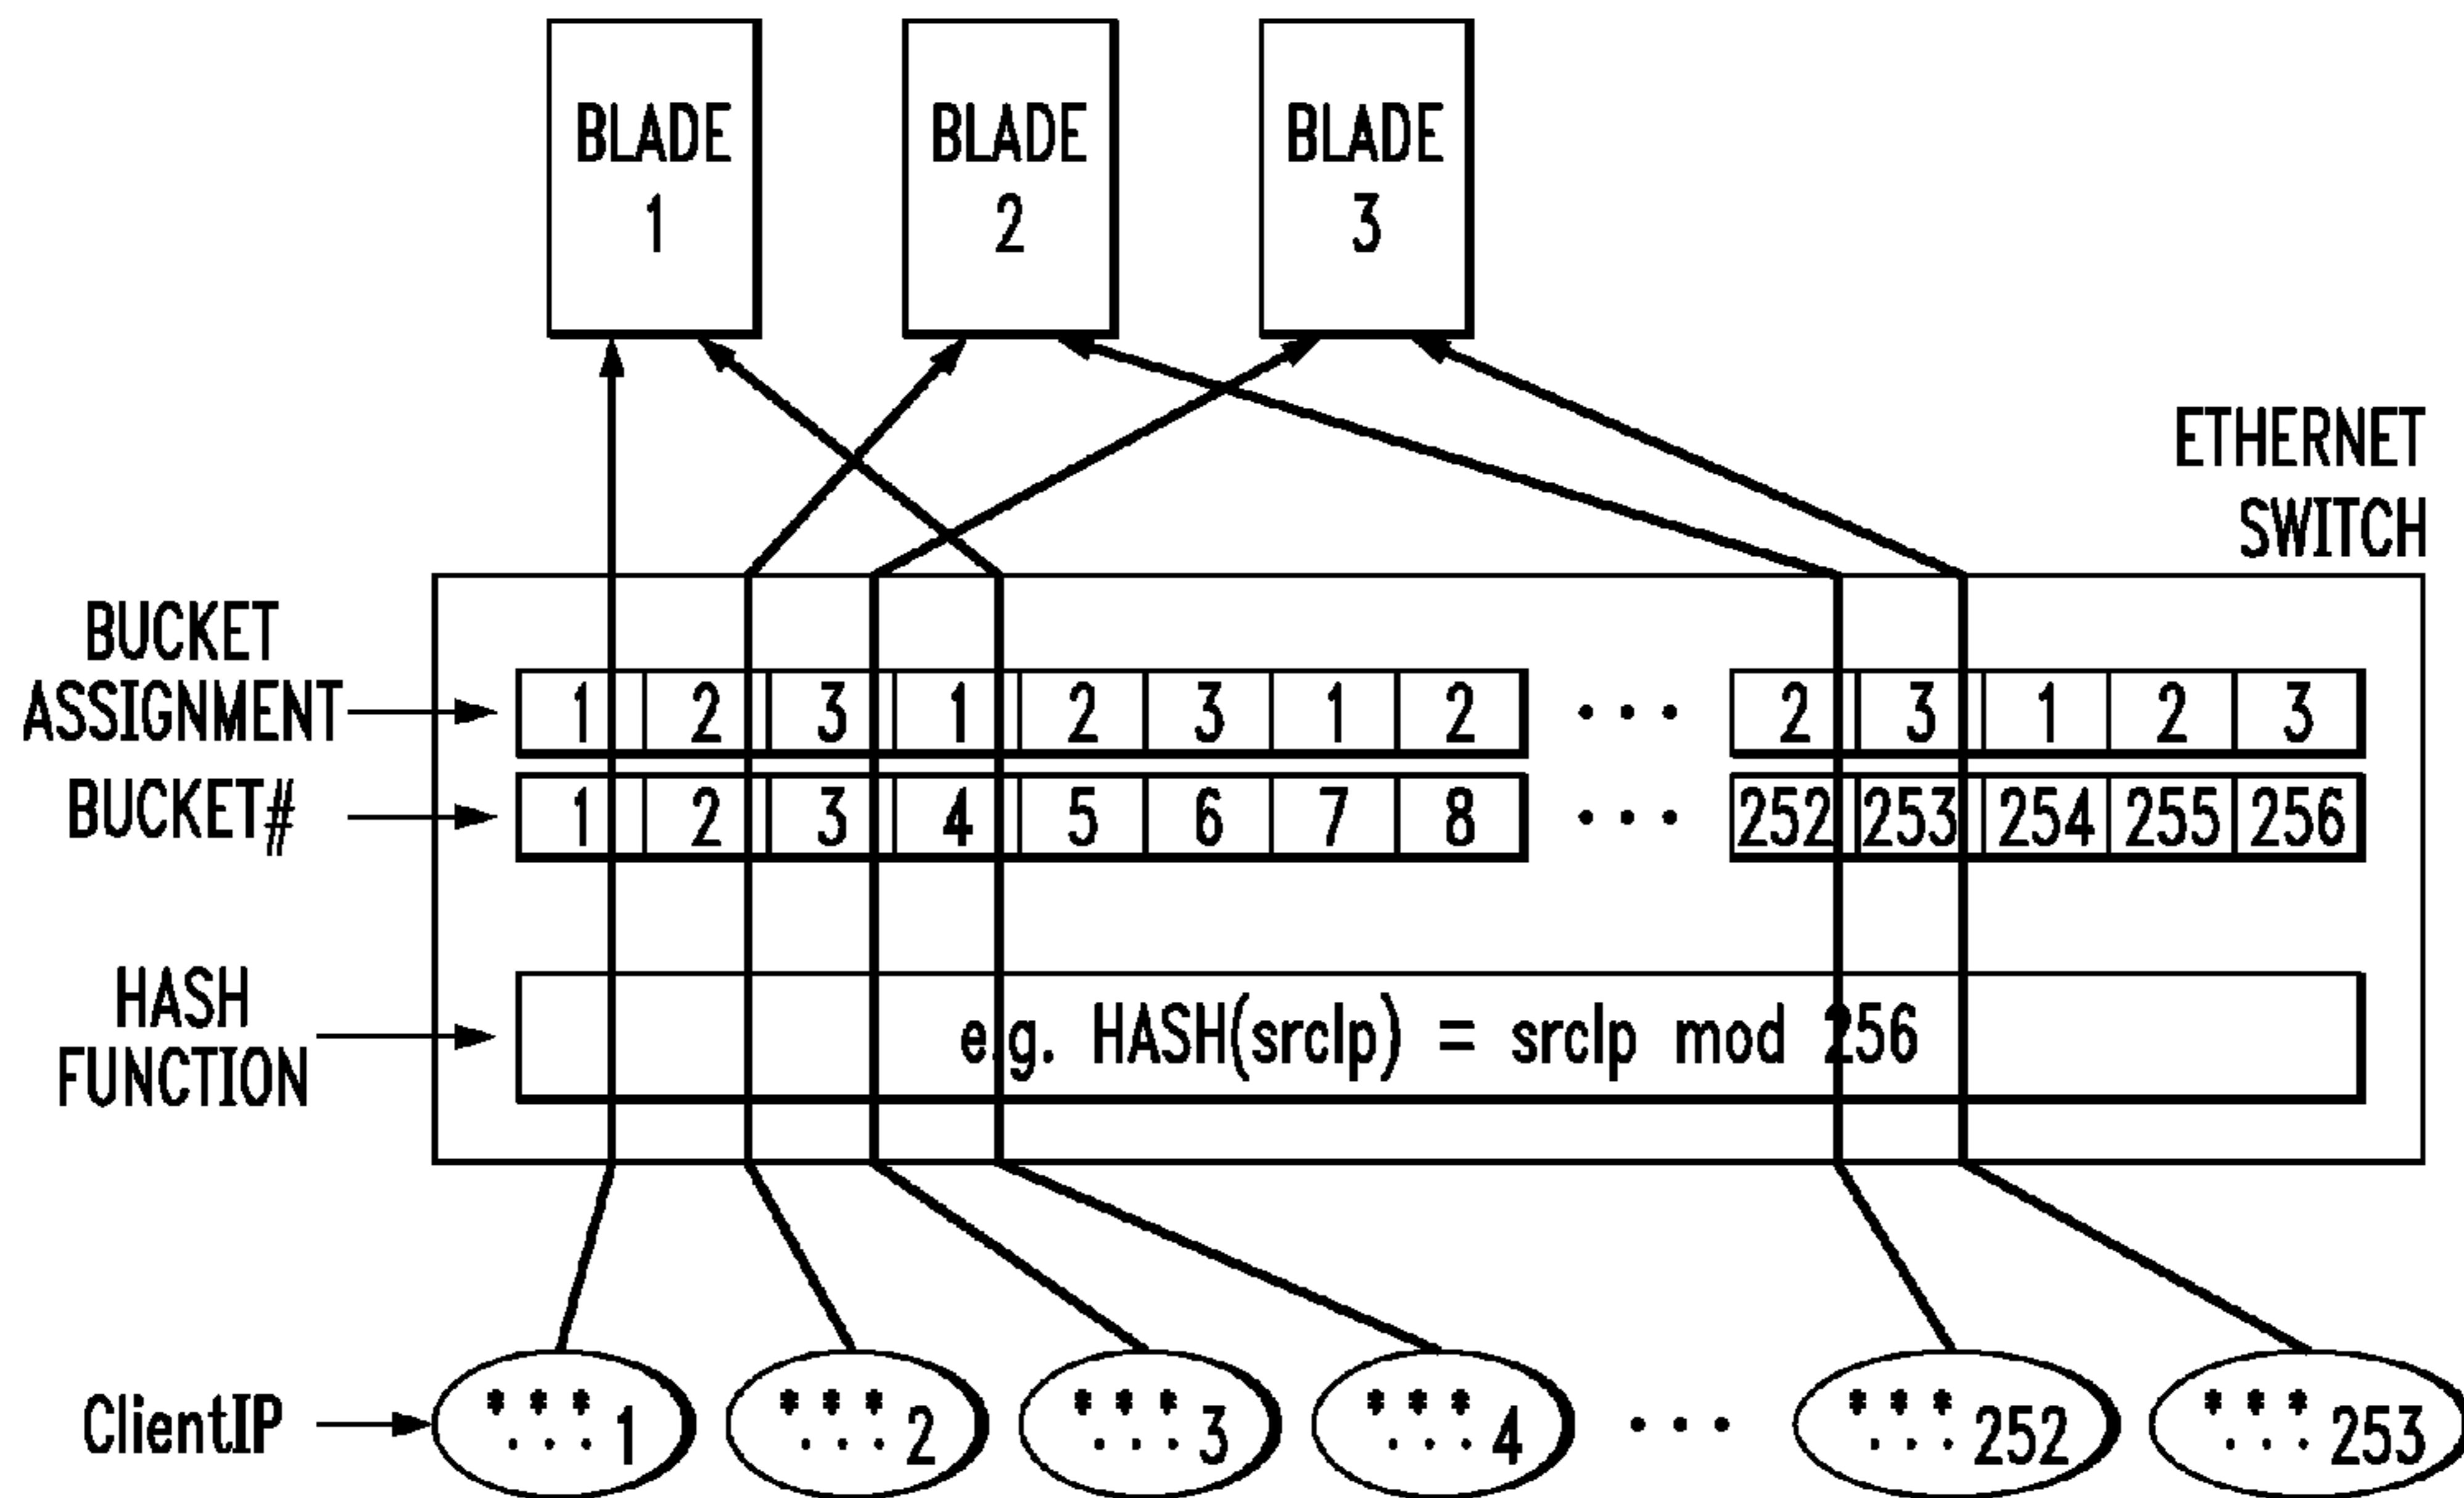 BLADE
1
BLADE
2
BLADE
3
ETHERNET
SWITCH
BUCKET
ASSIGNMENT
1 2 3 1 2 3 1 2 ... 2 3 1 2 3
BUCKET#
1 2 3 4 5 6 7 8 ... 252 253 254 255 256
HASH
FUNCTION
e.g. HASH(srcIp) = srcIp mod 256
ClientIP
*.*.*.1
*.*.*.2
*.*.*.3
*.*.*.4
...
*.*.*.252
*.*.*.253